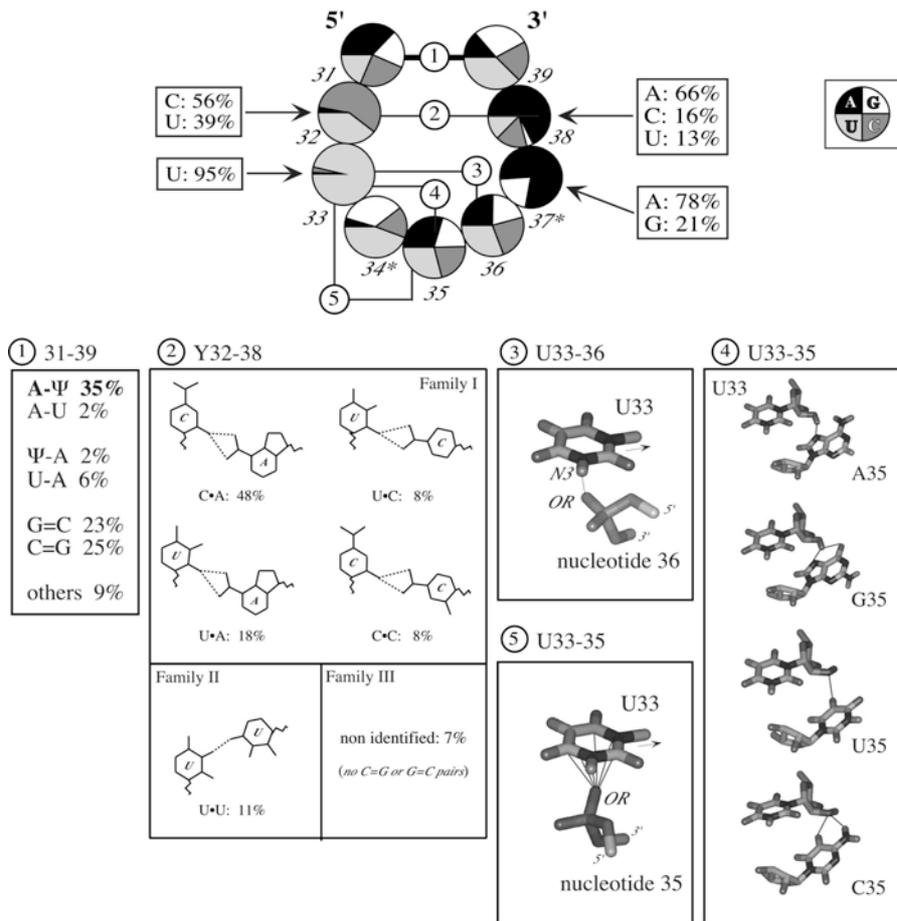 5' 3'
1
31 39
C: 56%
U: 39%
32
2
38
A: 66%
C: 16%
U: 13%
A G
U C
U: 95%
33
3
4
37*
A: 78%
G: 21%
34*
35
36
5
1 31-39
A-Ψ 35%
A-U 2%
Ψ-A 2%
U-A 6%
G=C 23%
C=G 25%
others 9%
2 Y32-38
Family I
C A
C•A: 48%
U C
U•C: 8%
U A
U•A: 18%
C C
C•C: 8%
Family II
U U
U•U: 11%
Family III
non identified: 7%
(no C=G or G=C pairs)
3 U33-36
U33
N3
OR
5'
3'
nucleotide 36
5 U33-35
U33
OR
3'
5'
nucleotide 35
4 U33-35
U33
A35
G35
U35
C35